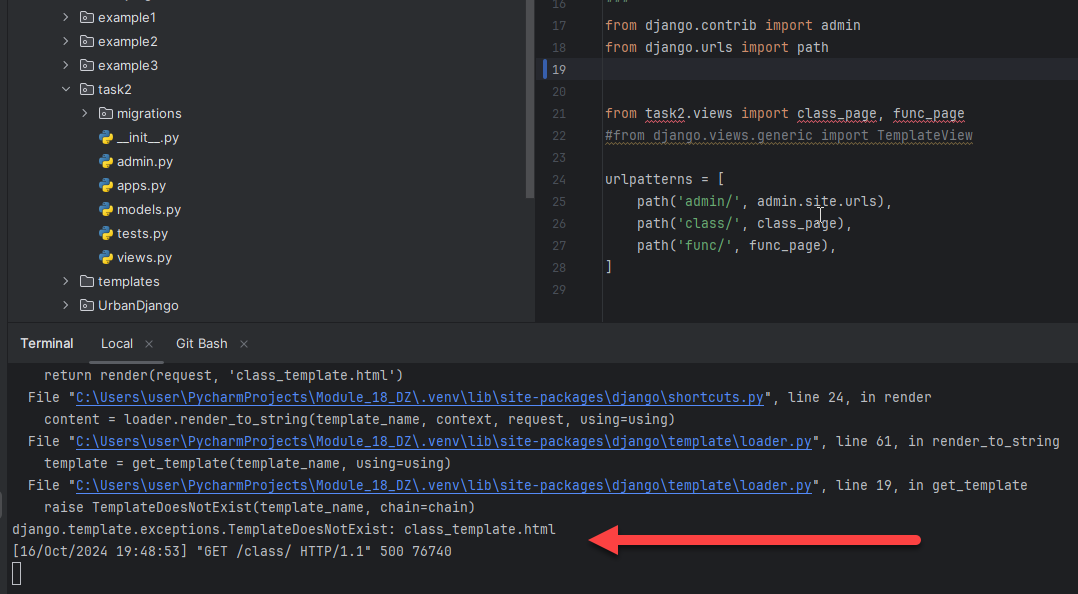 example1
example2
example3
task2
migrations
__init__.py
admin.py
apps.py
models.py
tests.py
views.py
templates
UrbanDjango
16 """
17 from django.contrib import admin
18 from django.urls import path
19
20
21 from task2.views import class_page, func_page
22 #from django.views.generic import TemplateView
23
24 urlpatterns = [
25 path('admin/', admin.site.urls),
26 path('class/', class_page),
27 path('func/', func_page),
28 ]
29
Terminal Local × Git Bash ×
return render(request, 'class_template.html')
File "C:\Users\user\PycharmProjects\Module_18_DZ\.venv\lib\site-packages\django\shortcuts.py", line 24, in render
content = loader.render_to_string(template_name, context, request, using=using)
File "C:\Users\user\PycharmProjects\Module_18_DZ\.venv\lib\site-packages\django\template\loader.py", line 61, in render_to_string
template = get_template(template_name, using=using)
File "C:\Users\user\PycharmProjects\Module_18_DZ\.venv\lib\site-packages\django\template\loader.py", line 19, in get_template
raise TemplateDoesNotExist(template_name, chain=chain)
django.template.exceptions.TemplateDoesNotExist: class_template.html
[16/Oct/2024 19:48:53] "GET /class/ HTTP/1.1" 500 76740